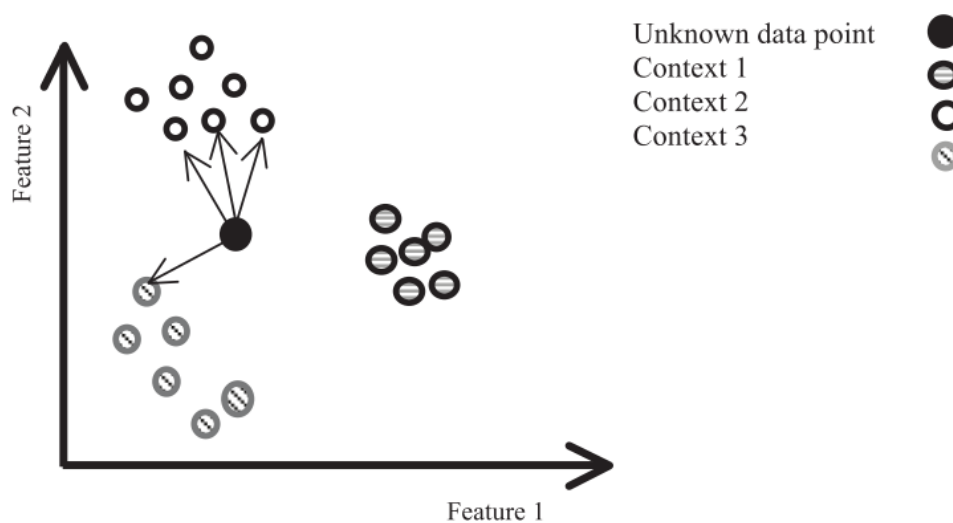 Unknown data point
Context 1
Context 2
Context 3
Feature 2
Feature 1